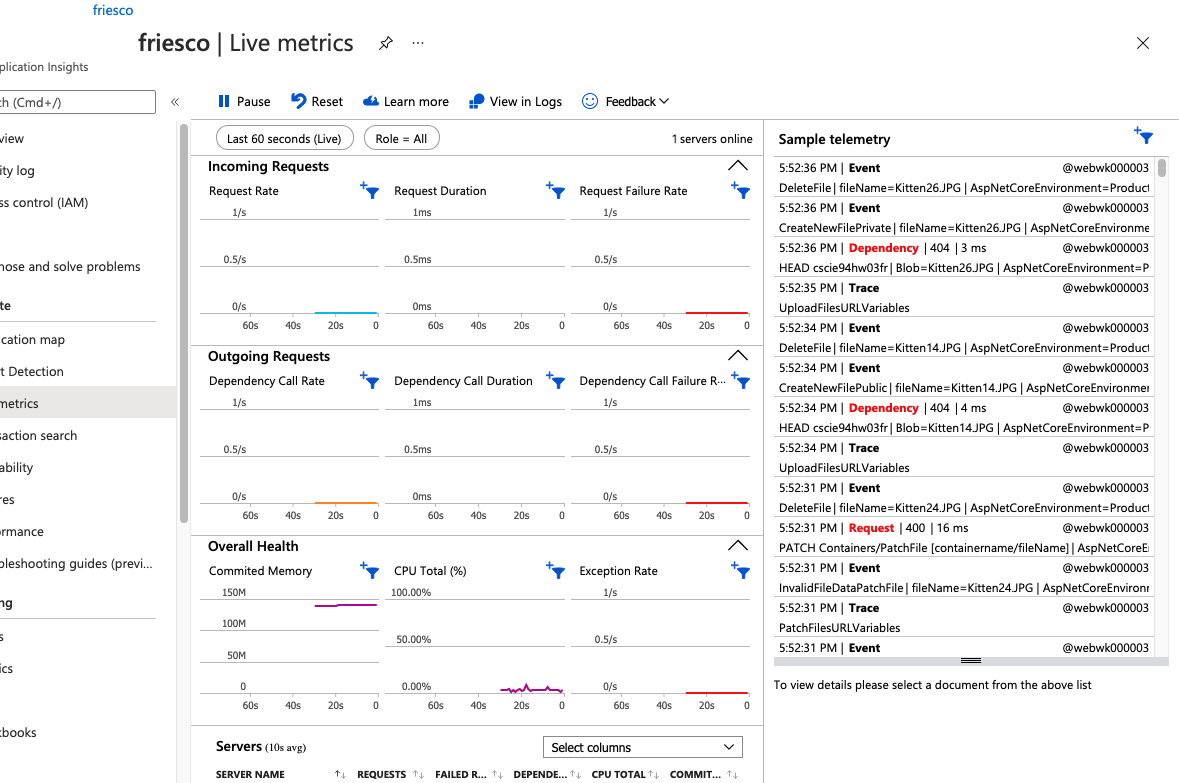 friesco
friesco | Live metrics
plication Insights
ch (Cmd+/)
«
view
ity log
ss control (IAM)
nose and solve problems
te
ication map
t Detection
metrics
saction search
ability
res
ormance
bleshooting guides (previ...
ng
s
ics
kbooks
Pause
Reset
Learn more
View in Logs
Feedback
Last 60 seconds (Live)
Role = All
1 servers online
Incoming Requests
Request Rate
1/s
0.5/s
0/s
60s 40s 20s 0
Request Duration
1ms
0.5ms
0ms
60s 40s 20s 0
Request Failure Rate
1/s
0.5/s
0/s
60s 40s 20s 0
Outgoing Requests
Dependency Call Rate
1/s
0.5/s
0/s
60s 40s 20s 0
Dependency Call Duration
1ms
0.5ms
0ms
60s 40s 20s 0
Dependency Call Failure R...
1/s
0.5/s
0/s
60s 40s 20s 0
Overall Health
Commited Memory
150M
100M
50M
0
60s 40s 20s 0
CPU Total (%)
100.00%
50.00%
0.00%
60s 40s 20s 0
Exception Rate
1/s
0.5/s
0/s
60s 40s 20s 0
Servers (10s avg)
Select columns
SERVER NAME REQUESTS FAILED R... DEPENDE... CPU TOTAL COMMIT...
Sample telemetry
5:52:36 PM | Event @webwk000003
DeleteFile | fileName=Kitten26.JPG | AspNetCoreEnvironment=Product
5:52:36 PM | Event @webwk000003
CreateNewFilePrivate | fileName=Kitten26.JPG | AspNetCoreEnvironme
5:52:36 PM | Dependency | 404 | 3 ms @webwk000003
HEAD cscie94hw03fr | Blob=Kitten26.JPG | AspNetCoreEnvironment=P
5:52:35 PM | Trace @webwk000003
UploadFilesURLVariables
5:52:34 PM | Event @webwk000003
DeleteFile | fileName=Kitten14.JPG | AspNetCoreEnvironment=Product
5:52:34 PM | Event @webwk000003
CreateNewFilePublic | fileName=Kitten14.JPG | AspNetCoreEnvironmen
5:52:34 PM | Dependency | 404 | 4 ms @webwk000003
HEAD cscie94hw03fr | Blob=Kitten14.JPG | AspNetCoreEnvironment=P
5:52:34 PM | Trace @webwk000003
UploadFilesURLVariables
5:52:31 PM | Event @webwk000003
DeleteFile | fileName=Kitten24.JPG | AspNetCoreEnvironment=Product
5:52:31 PM | Request | 400 | 16 ms @webwk000003
PATCH Containers/PatchFile [containername/fileName] | AspNetCoreE
5:52:31 PM | Event @webwk000003
InvalidFileDataPatchFile | fileName=Kitten24.JPG | AspNetCoreEnviron
5:52:31 PM | Trace @webwk000003
PatchFilesURLVariables
5:52:31 PM | Event @webwk000003
To view details please select a document from the above list